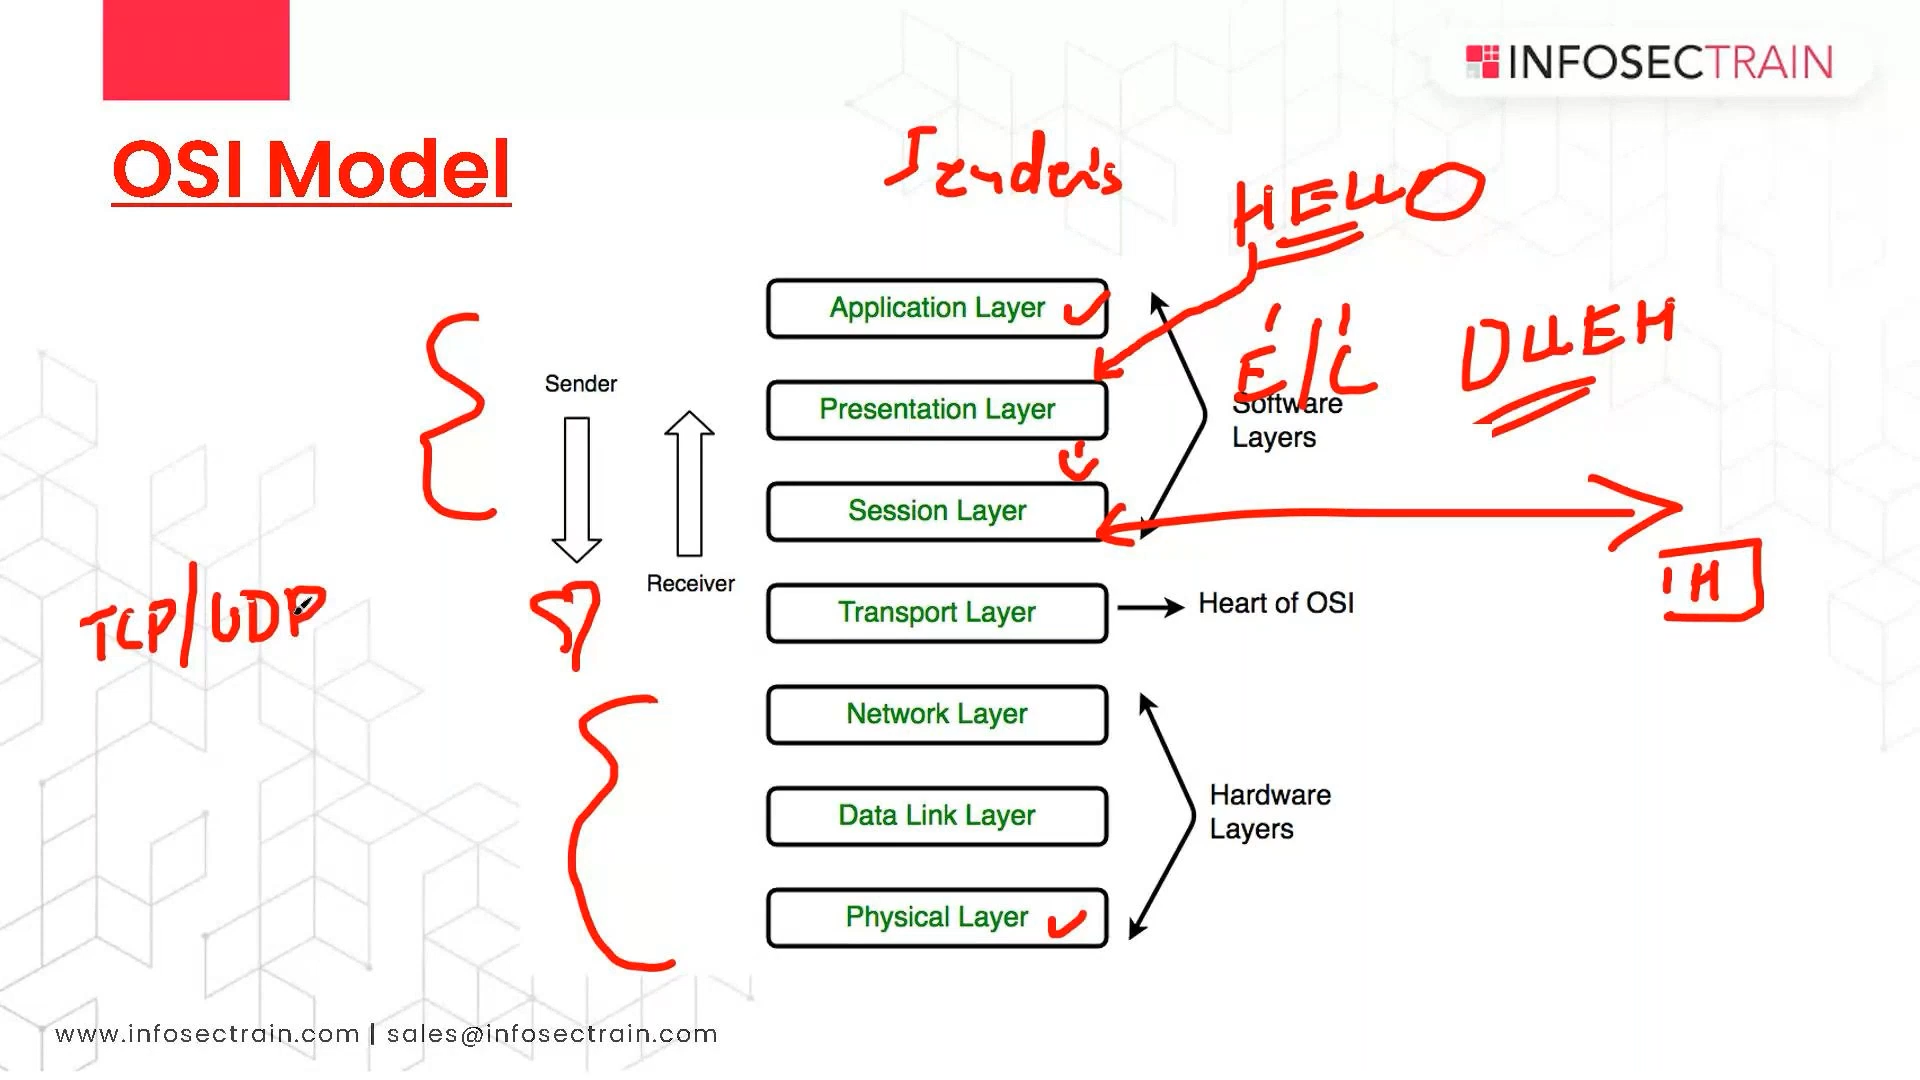 INFOSECTRAIN
OSI Model
Sender's
HELLO
Application Layer
E/C
Sender
Presentation Layer
Software
Layers
Session Layer
Receiver
TCP/UDP
Transport Layer
Heart of OSI
Network Layer
Data Link Layer
Hardware
Layers
Physical Layer
www.infosectrain.com | sales@infosectrain.com